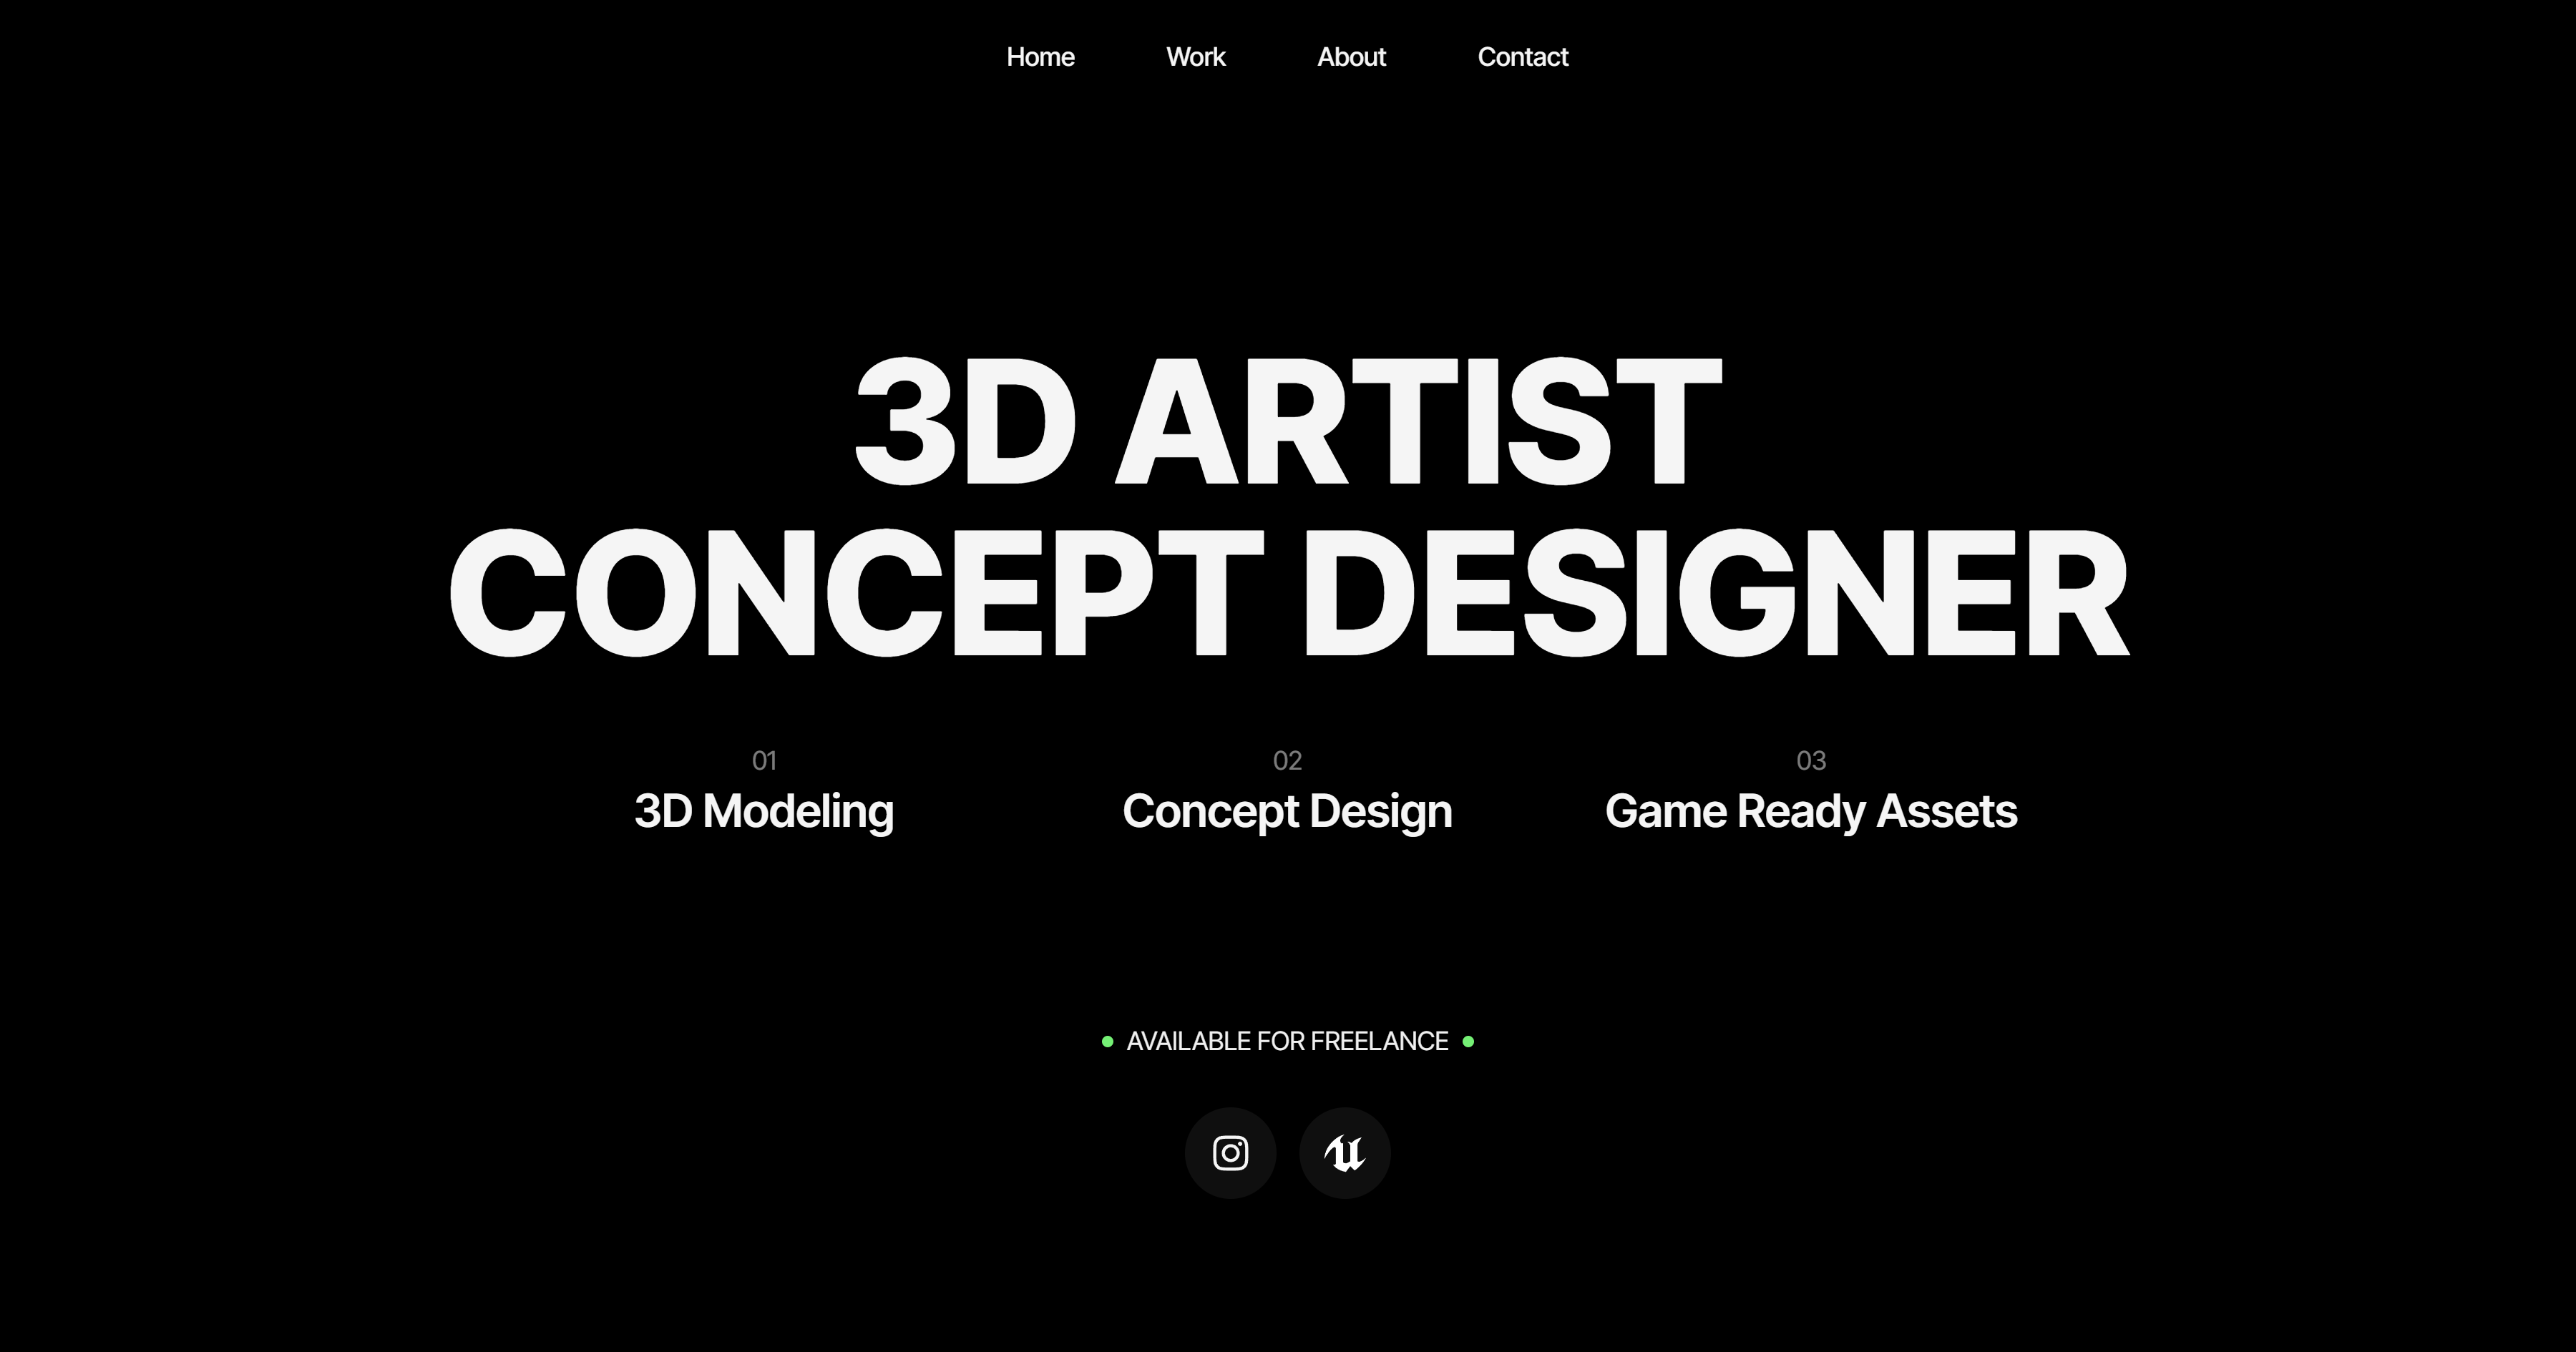 Home Work About Contact
3D ARTIST
CONCEPT DESIGNER
01
3D Modeling
02
Concept Design
03
Game Ready Assets
AVAILABLE FOR FREELANCE